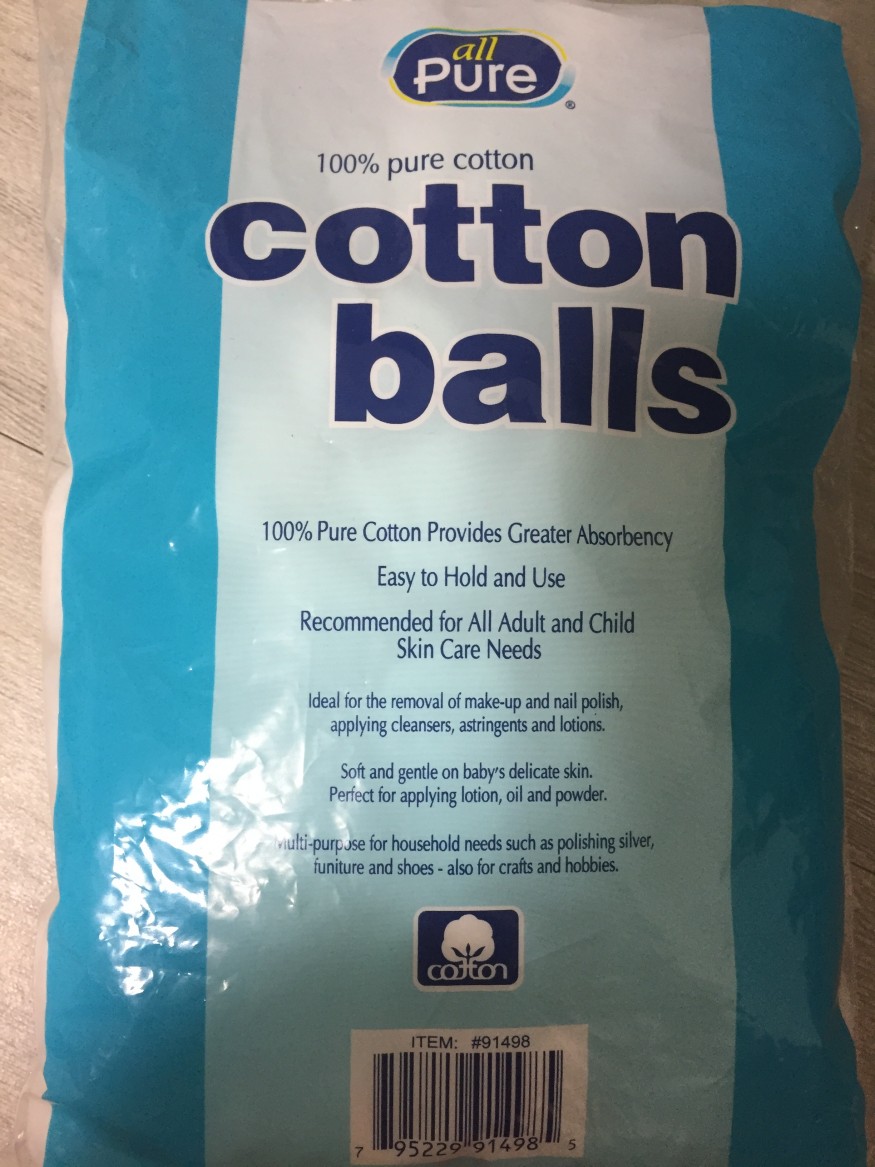 all
Pure
®
100% pure cotton
cotton
balls
100% Pure Cotton Provides Greater Absorbency
Easy to Hold and Use
Recommended for All Adult and Child
Skin Care Needs
Ideal for the removal of make-up and nail polish,
applying cleansers, astringents and lotions.
Soft and gentle on baby's delicate skin.
Perfect for applying lotion, oil and powder.
Multi-purpose for household needs such as polishing silver,
funiture and shoes - also for crafts and hobbies.
cotton
ITEM: #91498
7 95229 91498 5